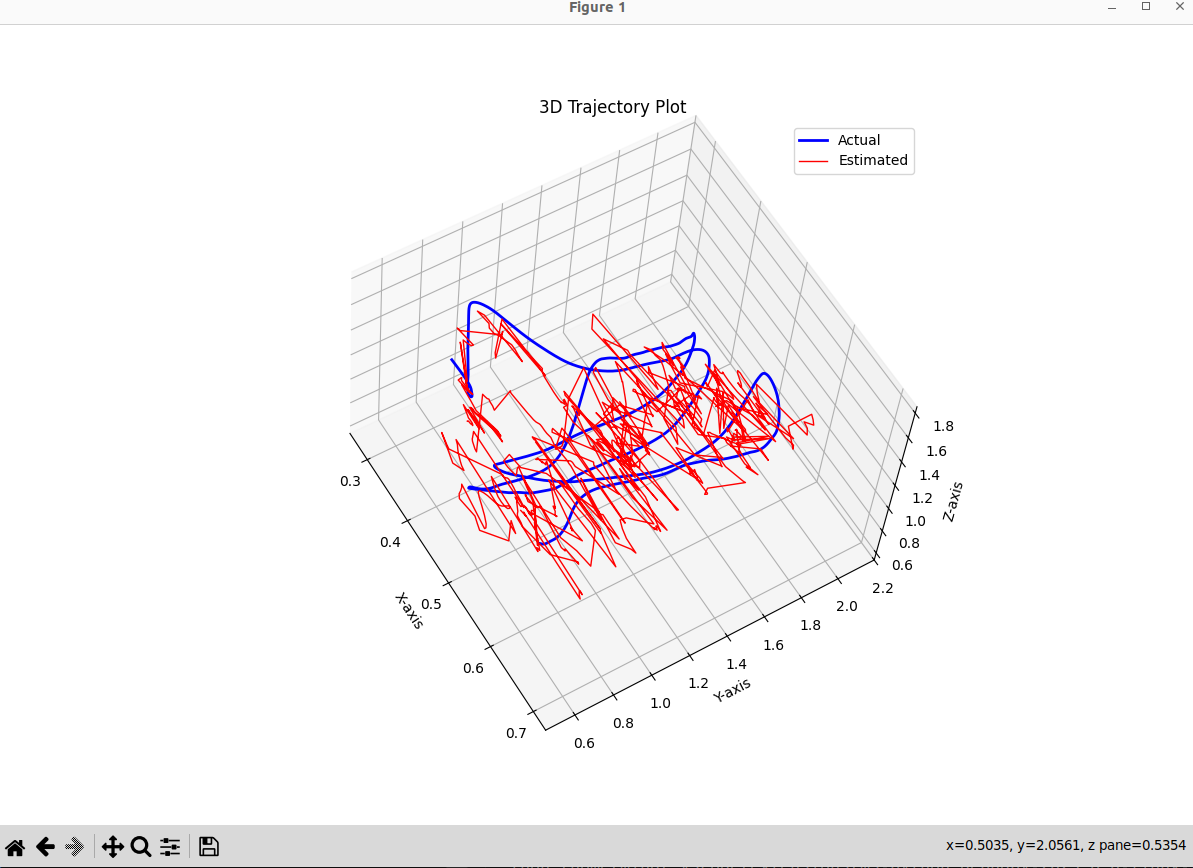 Figure 1
3D Trajectory Plot
Actual
Estimated
0.3
0.4
0.5
0.6
0.7
X-axis
0.6
0.8
1.0
1.2
1.4
1.6
1.8
2.0
2.2
Y-axis
0.6
0.8
1.0
1.2
1.4
1.6
1.8
Z-axis
x=0.5035, y=2.0561, z pane=0.5354